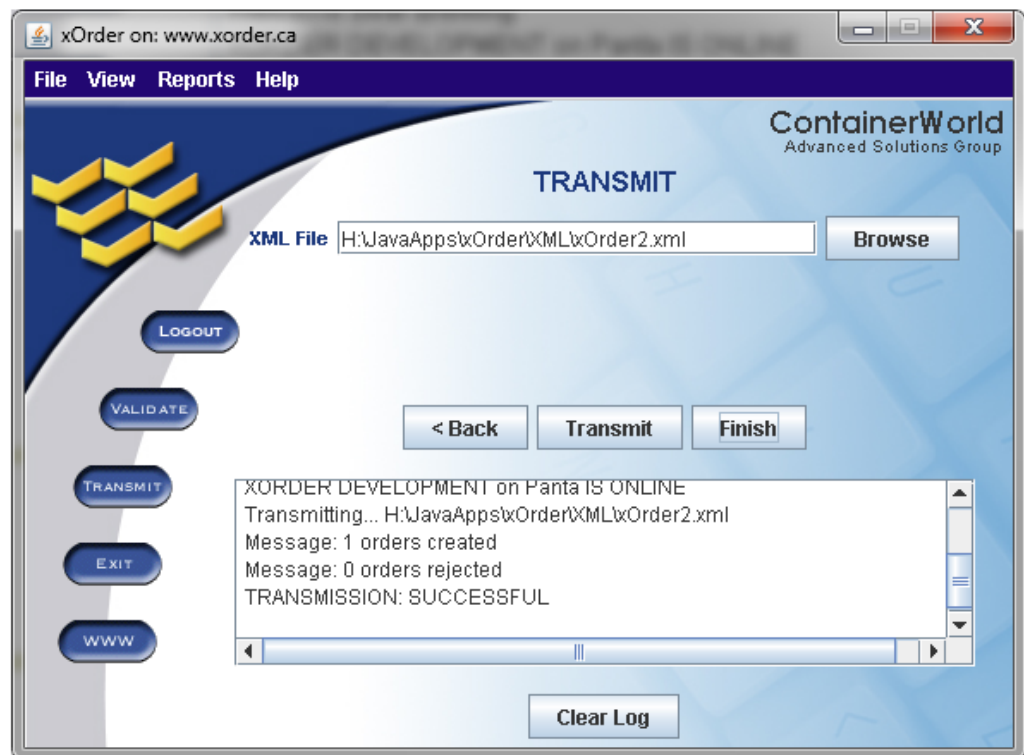 xOrder on: www.xorder.ca
File View Reports Help
ContainerWorld
Advanced Solutions Group
TRANSMIT
XML File H:\JavaApps\xOrder\XML\xOrder2.xml Browse
LOGOUT
VALIDATE
< Back Transmit Finish
TRANSMIT
XORDER DEVELOPMENT on Panta IS ONLINE
Transmitting... H:\JavaApps\xOrder\XML\xOrder2.xml
Message: 1 orders created
Message: 0 orders rejected
TRANSMISSION: SUCCESSFUL
EXIT
WWW
Clear Log